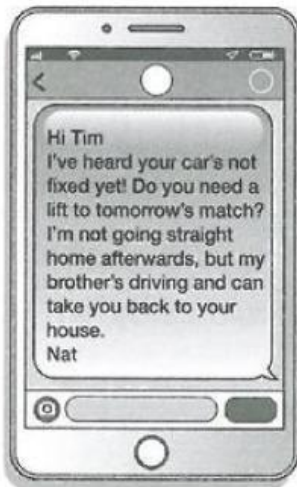 Hi Tim
I've heard your car's not
fixed yet! Do you need a
lift to tomorrow's match?
I'm not going straight
home afterwards, but my
brother's driving and can
take you back to your
house.
Nat